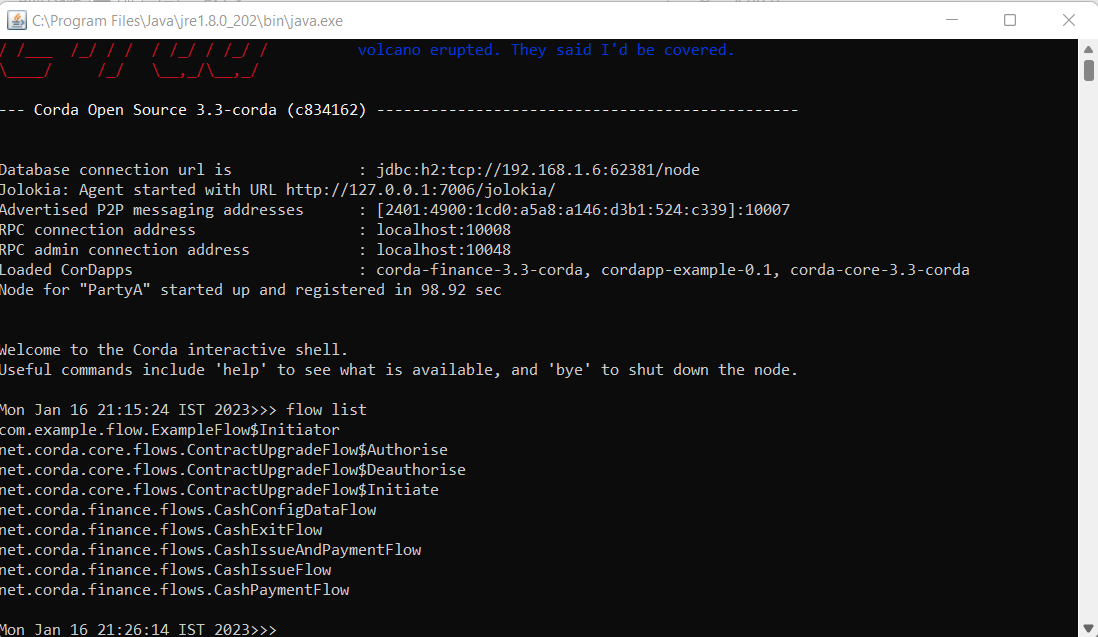 C:\Program Files\Java\jre1.8.0_202\bin\java.exe
/ /___  /_/ / /  / /_/ / /_/ /          volcano erupted. They said I'd be covered.
\____/     /_/   \__,_/\__,_/
--- Corda Open Source 3.3-corda (c834162) -----------------------------------------------
Database connection url is              : jdbc:h2:tcp://192.168.1.6:62381/node
Jolokia: Agent started with URL http://127.0.0.1:7006/jolokia/
Advertised P2P messaging addresses      : [2401:4900:1cd0:a5a8:a146:d3b1:524:c339]:10007
RPC connection address                  : localhost:10008
RPC admin connection address            : localhost:10048
Loaded CorDapps                         : corda-finance-3.3-corda, cordapp-example-0.1, corda-core-3.3-corda
Node for "PartyA" started up and registered in 98.92 sec
Welcome to the Corda interactive shell.
Useful commands include 'help' to see what is available, and 'bye' to shut down the node.
Mon Jan 16 21:15:24 IST 2023>>> flow list
com.example.flow.ExampleFlow$Initiator
net.corda.core.flows.ContractUpgradeFlow$Authorise
net.corda.core.flows.ContractUpgradeFlow$Deauthorise
net.corda.core.flows.ContractUpgradeFlow$Initiate
net.corda.finance.flows.CashConfigDataFlow
net.corda.finance.flows.CashExitFlow
net.corda.finance.flows.CashIssueAndPaymentFlow
net.corda.finance.flows.CashIssueFlow
net.corda.finance.flows.CashPaymentFlow
Mon Jan 16 21:26:14 IST 2023>>>